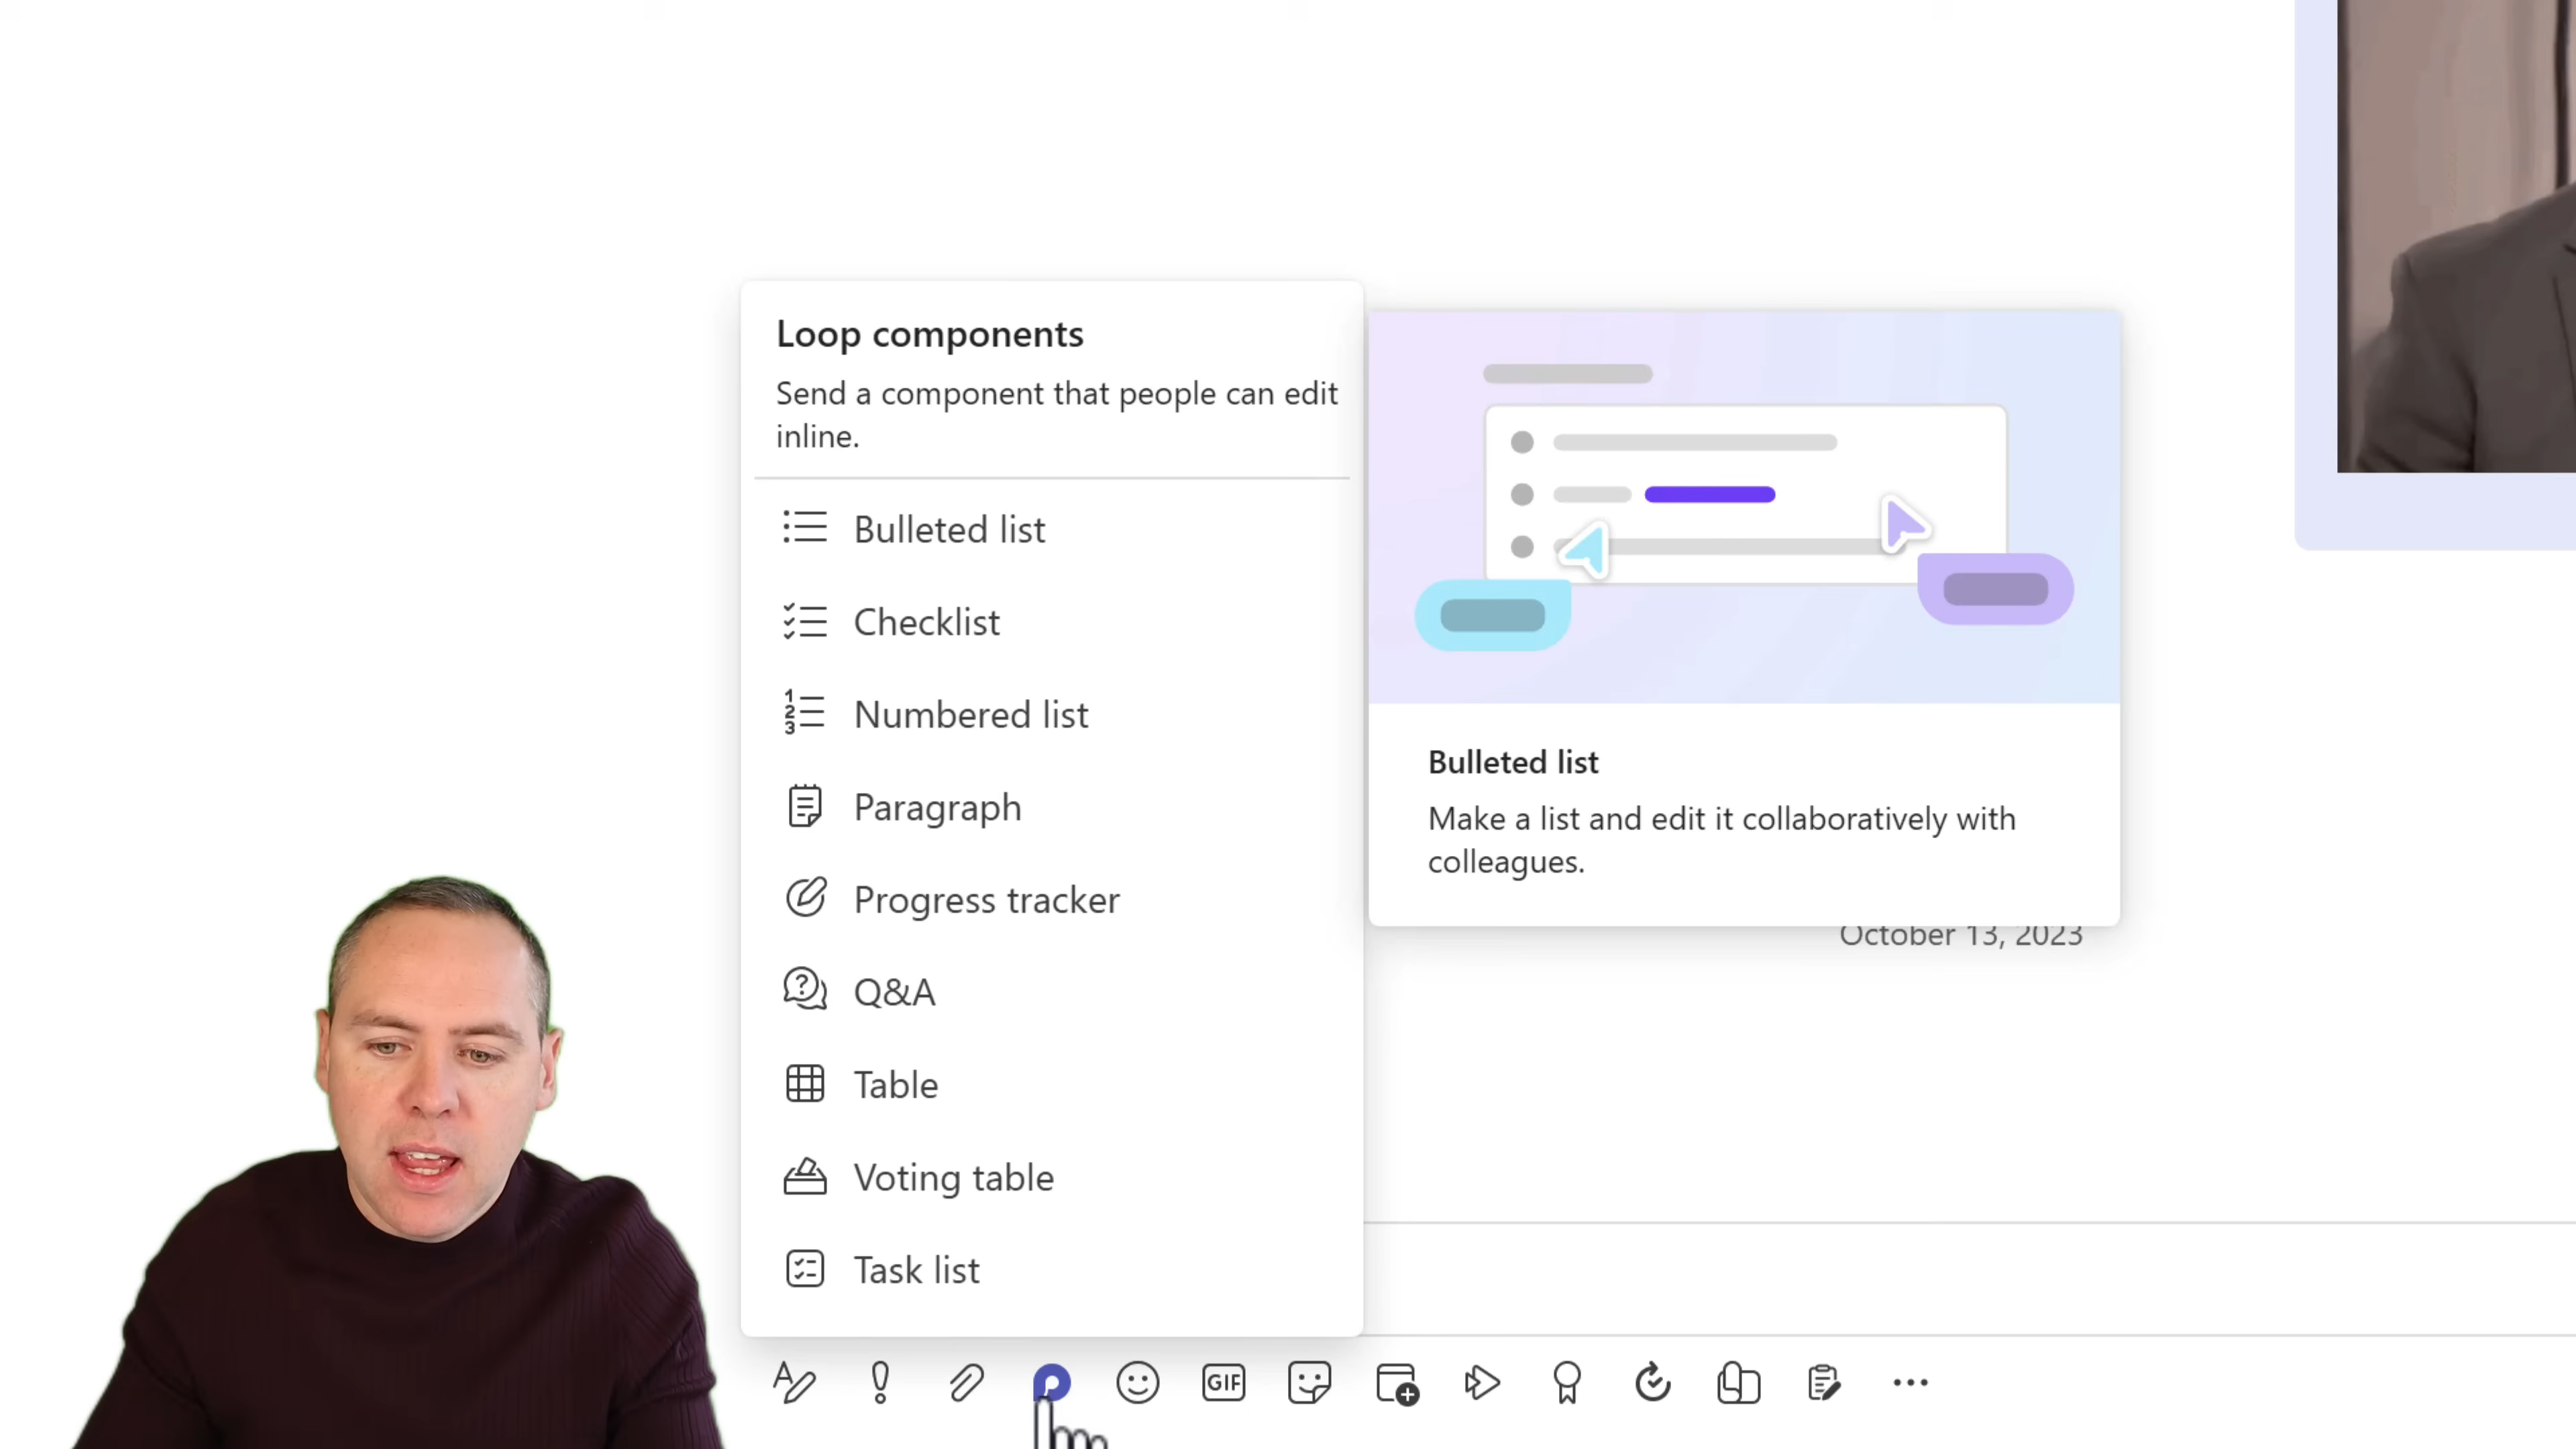 Loop components
Send a component that people can edit
inline.
Bulleted list
Checklist
Numbered list
Paragraph
Progress tracker
Q&A
Table
Voting table
Task list
Bulleted list
Make a list and edit it collaboratively with
colleagues.
October 13, 2023
GIF